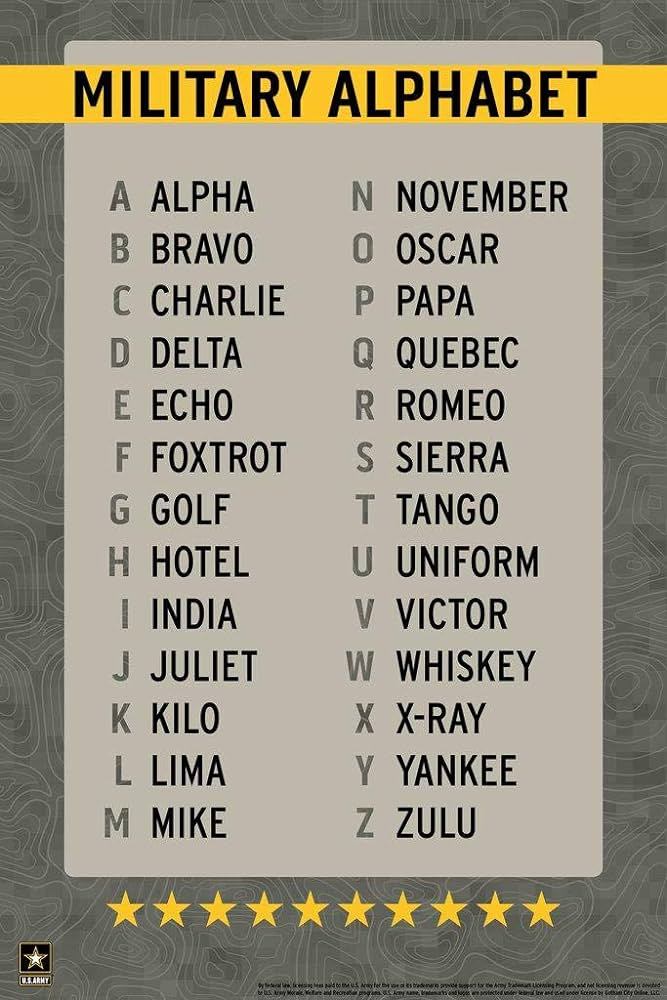 MILITARY ALPHABET
A ALPHA
B BRAVO
C CHARLIE
D DELTA
E ECHO
F FOXTROT
G GOLF
H HOTEL
I INDIA
J JULIET
K KILO
L LIMA
M MIKE
N NOVEMBER
O OSCAR
P PAPA
Q QUEBEC
R ROMEO
S SIERRA
T TANGO
U UNIFORM
V VICTOR
W WHISKEY
X X-RAY
Y YANKEE
Z ZULU
U.S. ARMY
By federal law, licensing fees paid to the U.S. Army for the use of its trademarks provide support for the Army Trademark Licensing Program, and net licensing revenue is devoted
to U.S. Army Morale, Welfare and Recreation programs. U.S. Army name, trademarks and logos are protected under federal law and used under license by Gotham City Online, LLC.